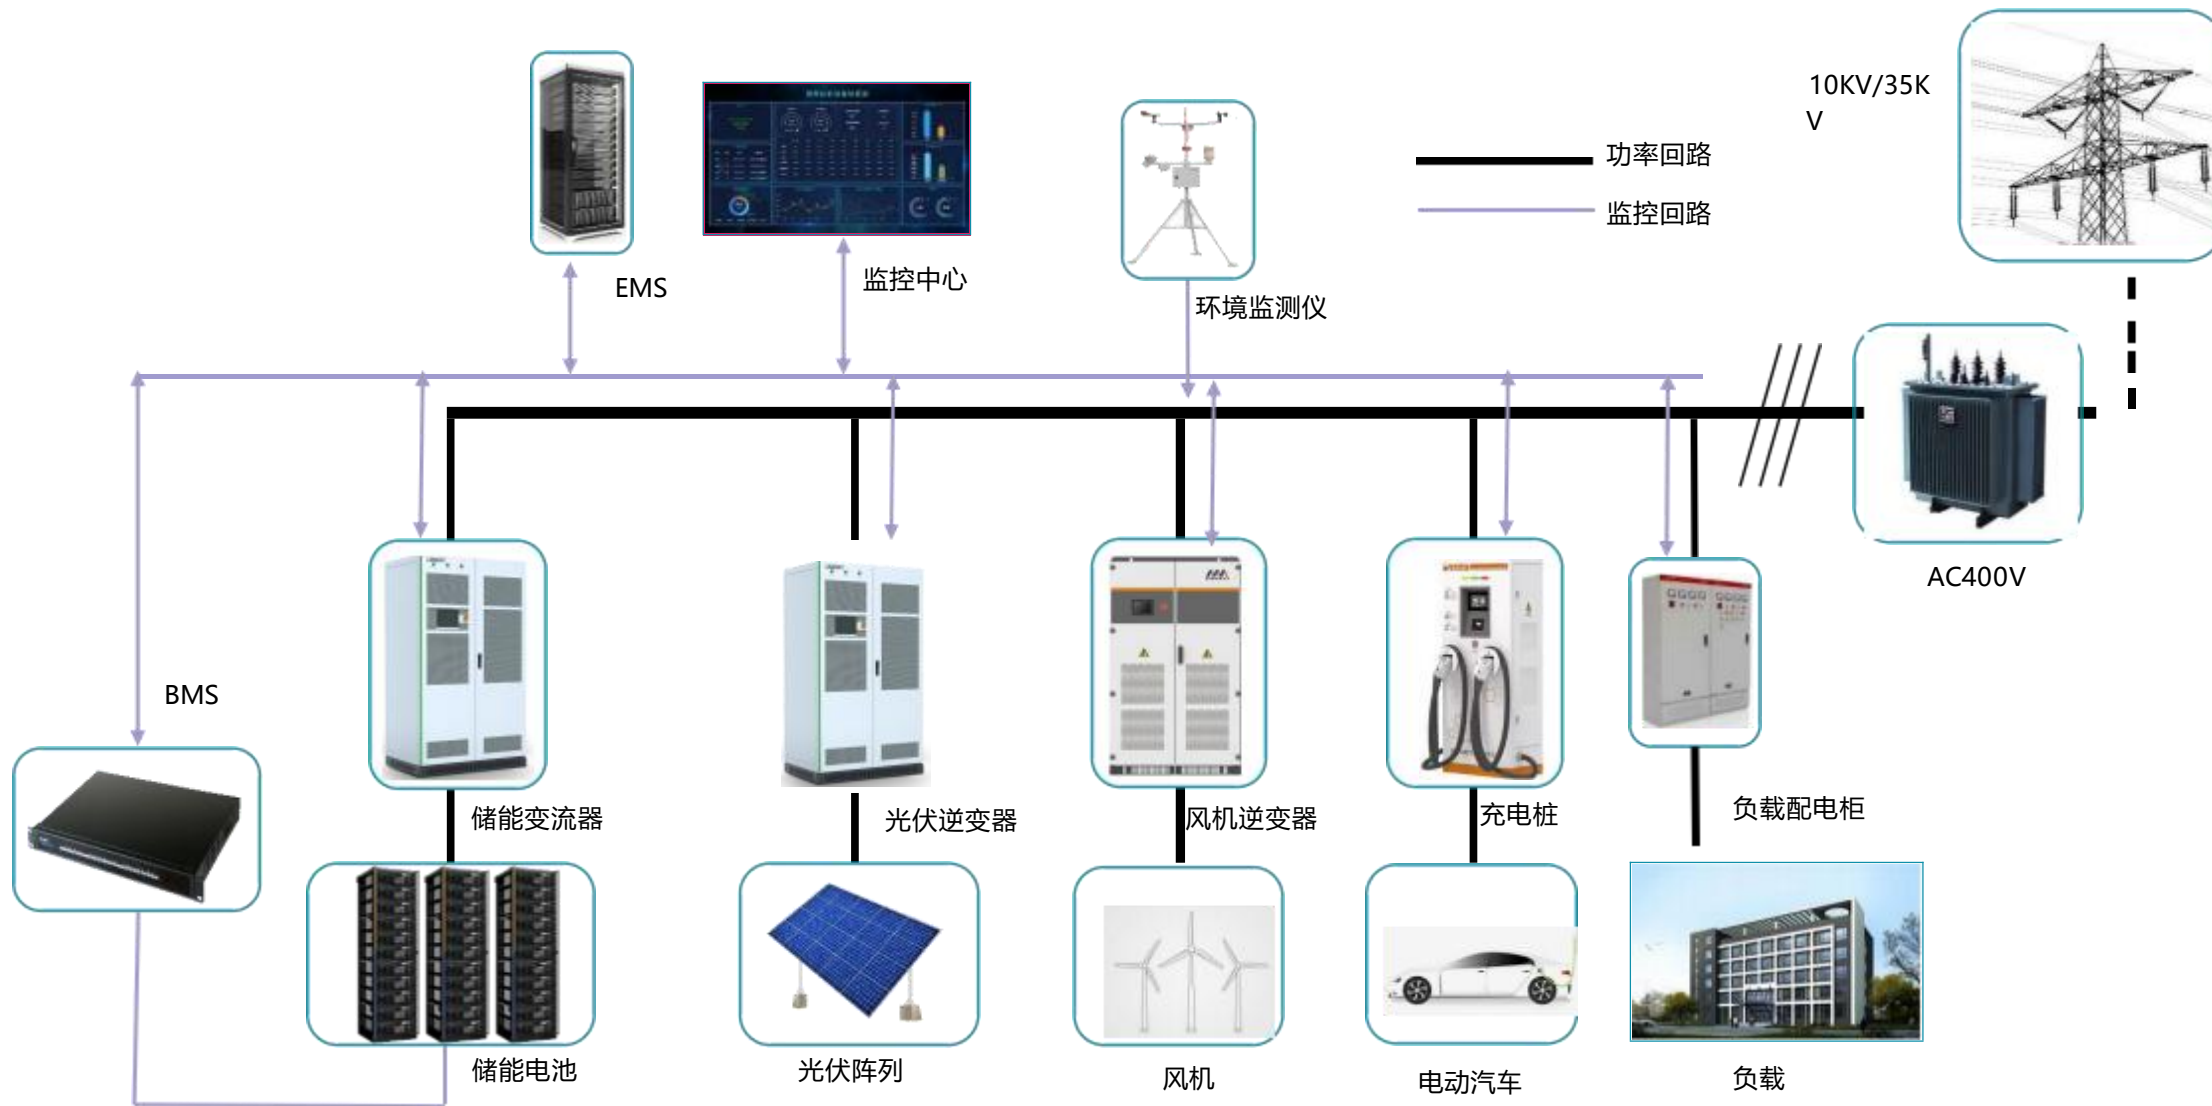 10KV/35K
V
功率回路
监控回路
EMS
监控中心
环境监测仪
AC400V
BMS
储能变流器
光伏逆变器
风机逆变器
充电桩
负载配电柜
储能电池
光伏阵列
风机
电动汽车
负载